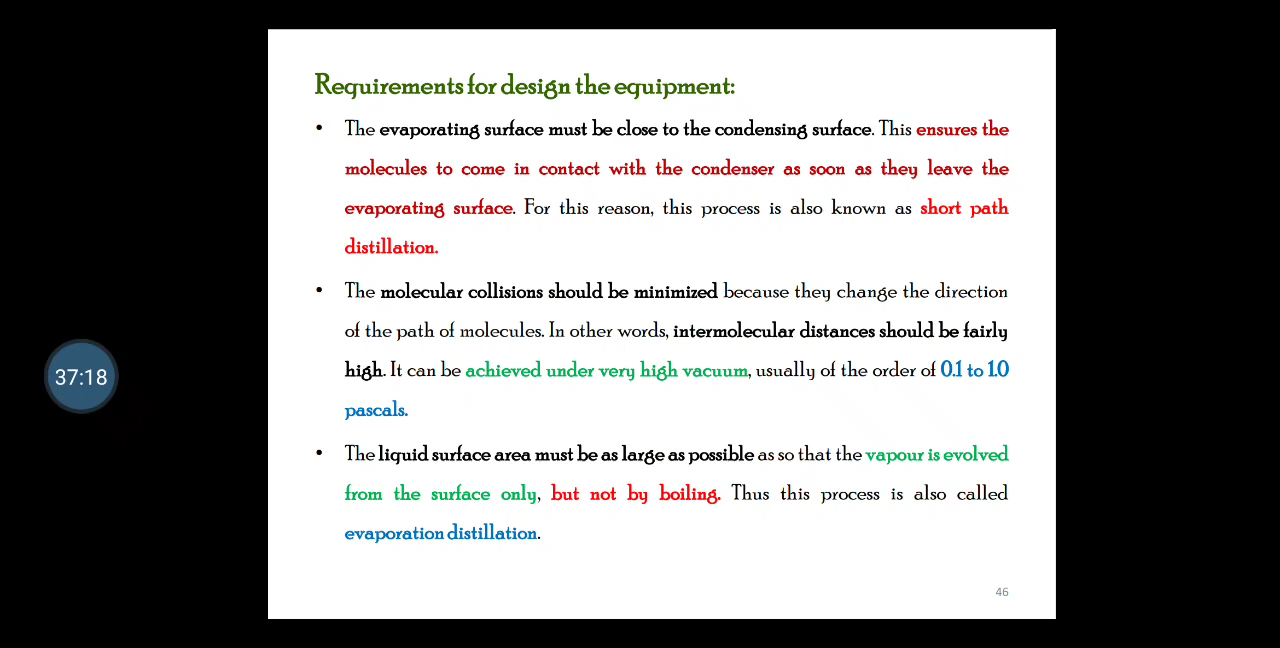 Requirements for design the equipment:
• The evaporating surface must be close to the condensing surface. This ensures the
molecules to come in contact with the condenser as soon as they leave the
evaporating surface. For this reason, this process is also known as short path
distillation.
• The molecular collisions should be minimized because they change the direction
of the path of molecules. In other words, intermolecular distances should be fairly
high. It can be achieved under very high vacuum, usually of the order of 0.1 to 1.0
pascals.
37:18
• The liquid surface area must be as large as possible as so that the vapour is evolved
from the surface only, but not by boiling. Thus this process is also called
evaporation distillation.
46